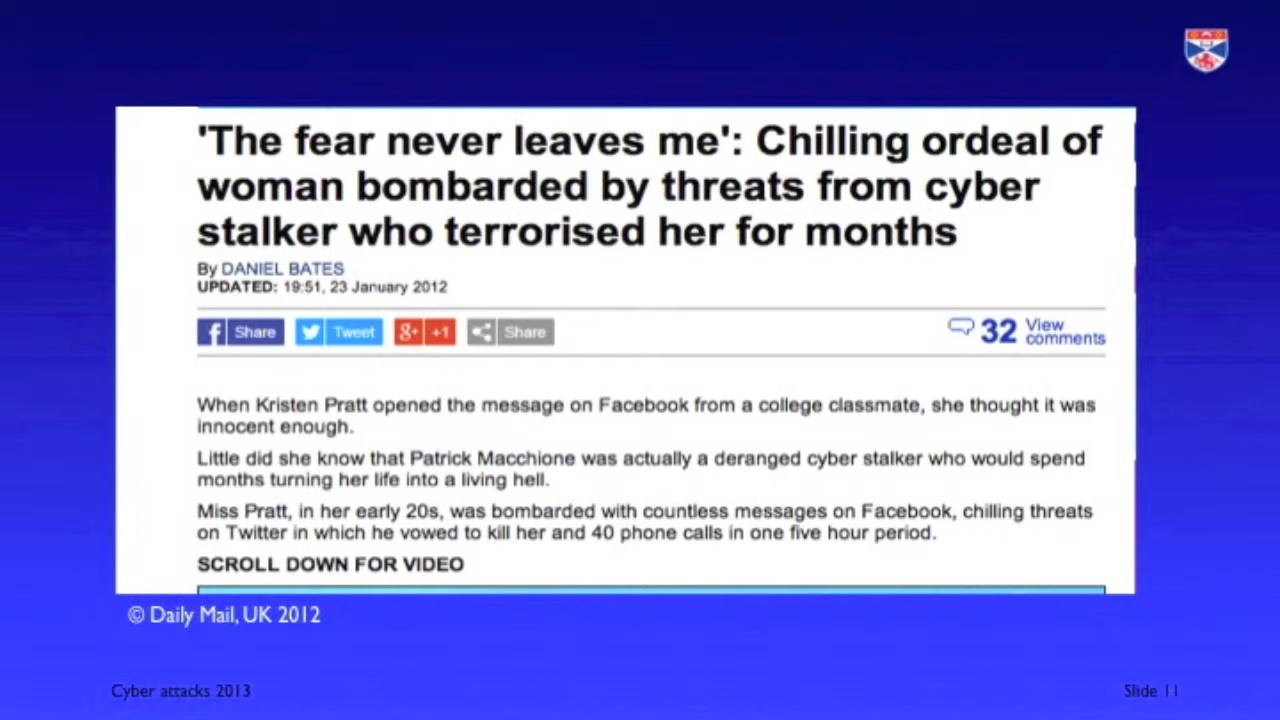 'The fear never leaves me': Chilling ordeal of
woman bombarded by threats from cyber
stalker who terrorised her for months
By DANIEL BATES
UPDATED: 19:51, 23 January 2012
Share Tweet +1 Share 32 View comments
When Kristen Pratt opened the message on Facebook from a college classmate, she thought it was
innocent enough.
Little did she know that Patrick Macchione was actually a deranged cyber stalker who would spend
months turning her life into a living hell.
Miss Pratt, in her early 20s, was bombarded with countless messages on Facebook, chilling threats
on Twitter in which he vowed to kill her and 40 phone calls in one five hour period.
SCROLL DOWN FOR VIDEO
© Daily Mail, UK 2012
Cyber attacks 2013
Slide 11